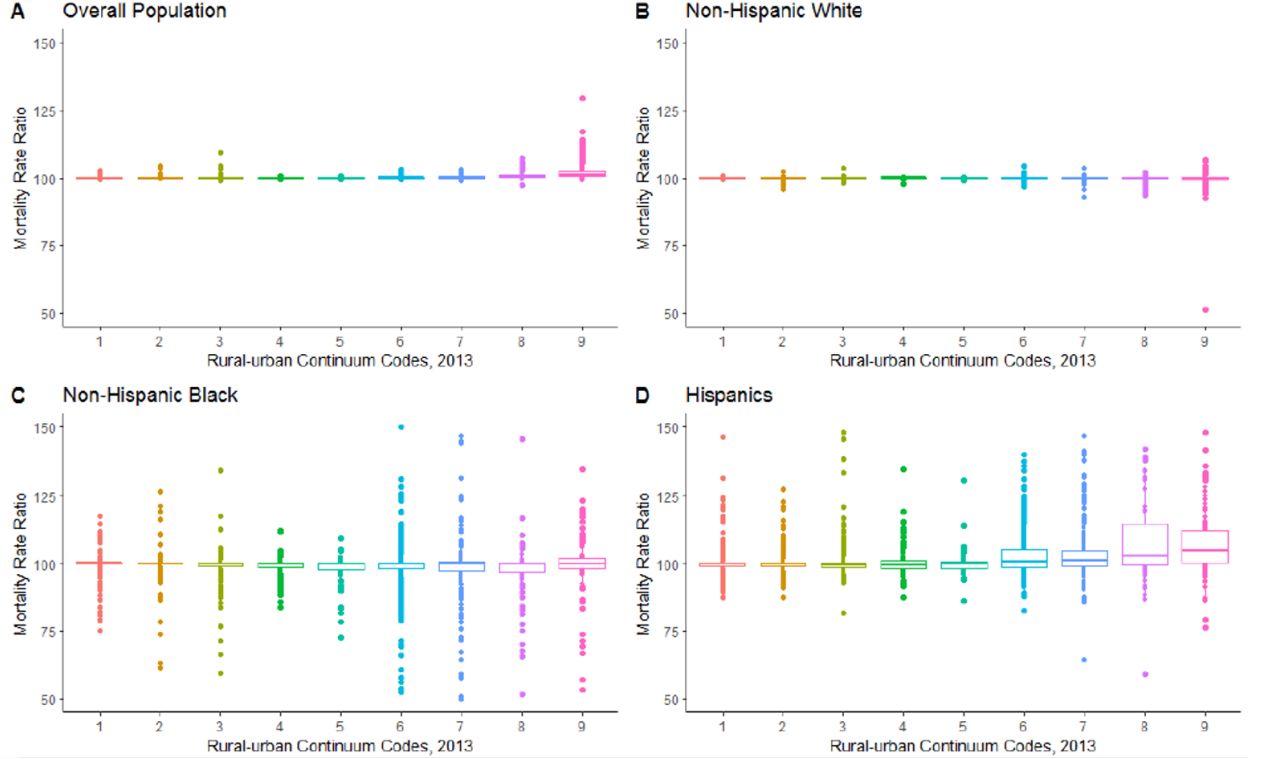 A Overall Population
150
125
100
75
50
Mortality Rate Ratio
1 2 3 4 5 6 7 8 9
Rural-urban Continuum Codes, 2013
B Non-Hispanic White
150
125
100
75
50
Mortality Rate Ratio
1 2 3 4 5 6 7 8 9
Rural-urban Continuum Codes, 2013
C Non-Hispanic Black
150
125
100
75
50
Mortality Rate Ratio
1 2 3 4 5 6 7 8 9
Rural-urban Continuum Codes, 2013
D Hispanics
150
125
100
75
50
Mortality Rate Ratio
1 2 3 4 5 6 7 8 9
Rural-urban Continuum Codes, 2013